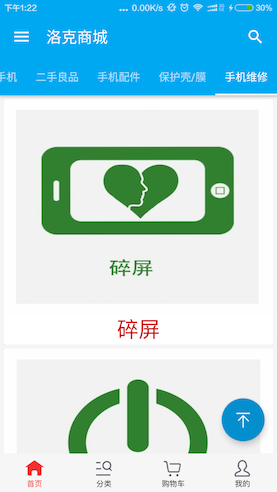 下午1:22
... 0.00K/s 30%
洛克商城
手机 二手良品 手机配件 保护壳/膜 手机维修
碎屏
碎屏
首页 分类 购物车 我的